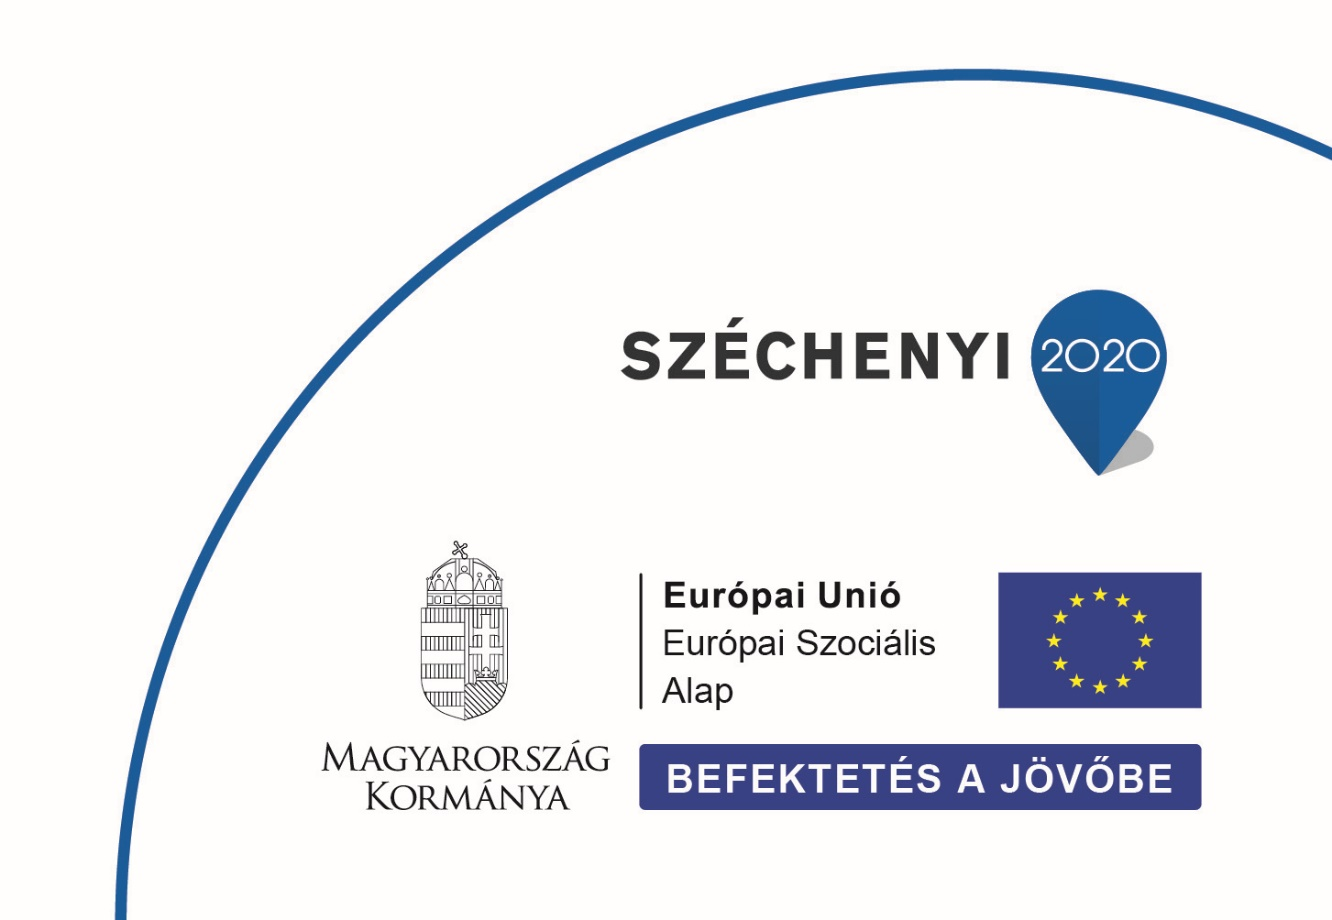 SZÉCHENYI 2020
Európai Unió
Európai Szociális
Alap
MAGYARORSZÁG
KORMÁNYA
BEFEKTETÉS A JÖVŐBE